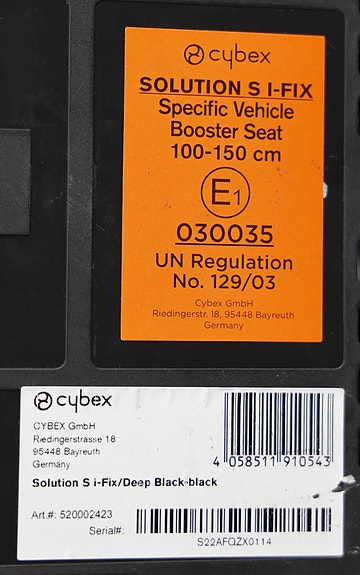 cybex
SOLUTION S I-FIX
Specific Vehicle
Booster Seat
100-150 cm
E1
030035
UN Regulation
No. 129/03
Cybex GmbH
Riedingerstr. 18, 95448 Bayreuth
Germany
cybex
CYBEX GmbH
Riedingerstrasse 18
95448 Bayreuth
Germany
4 058511 910543
Solution S i-Fix/Deep Black-black
Art.#: 520002423
Serial#:
S22AFQZX0114